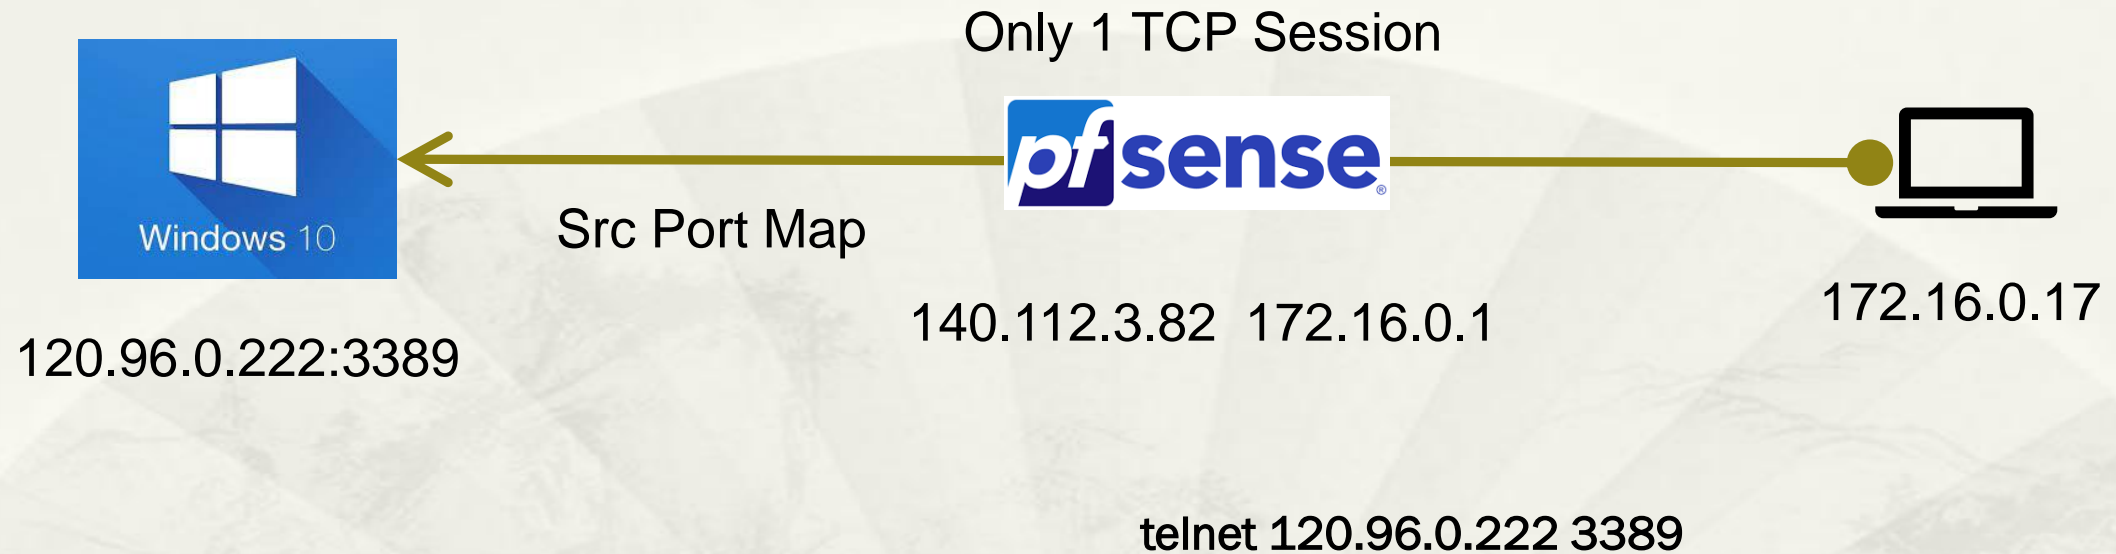 Only 1 TCP Session
pfsense®
Windows 10
Src Port Map
120.96.0.222:3389
140.112.3.82 172.16.0.1
172.16.0.17
telnet 120.96.0.222 3389